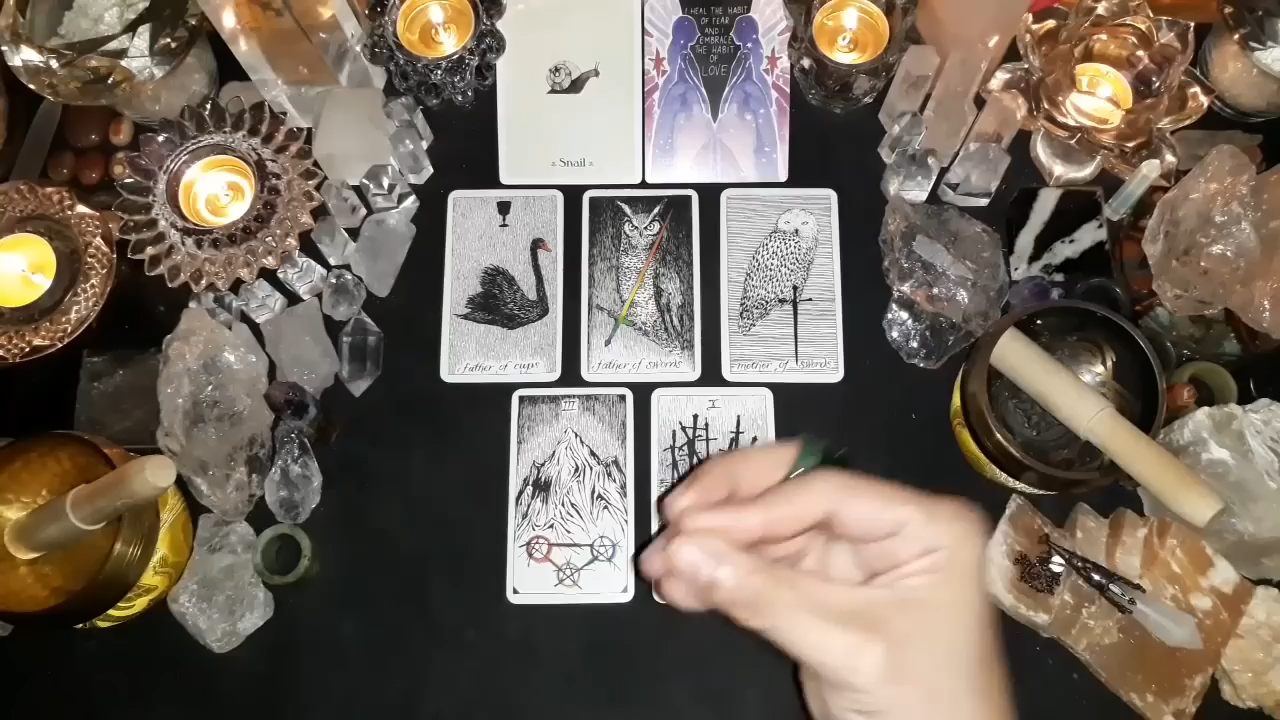 Snail
I HEAL THE HABIT
OF FEAR
AND I
EMBRACE
THE HABIT
OF
LOVE
father of cups
father of swords
mother of swords
III
X